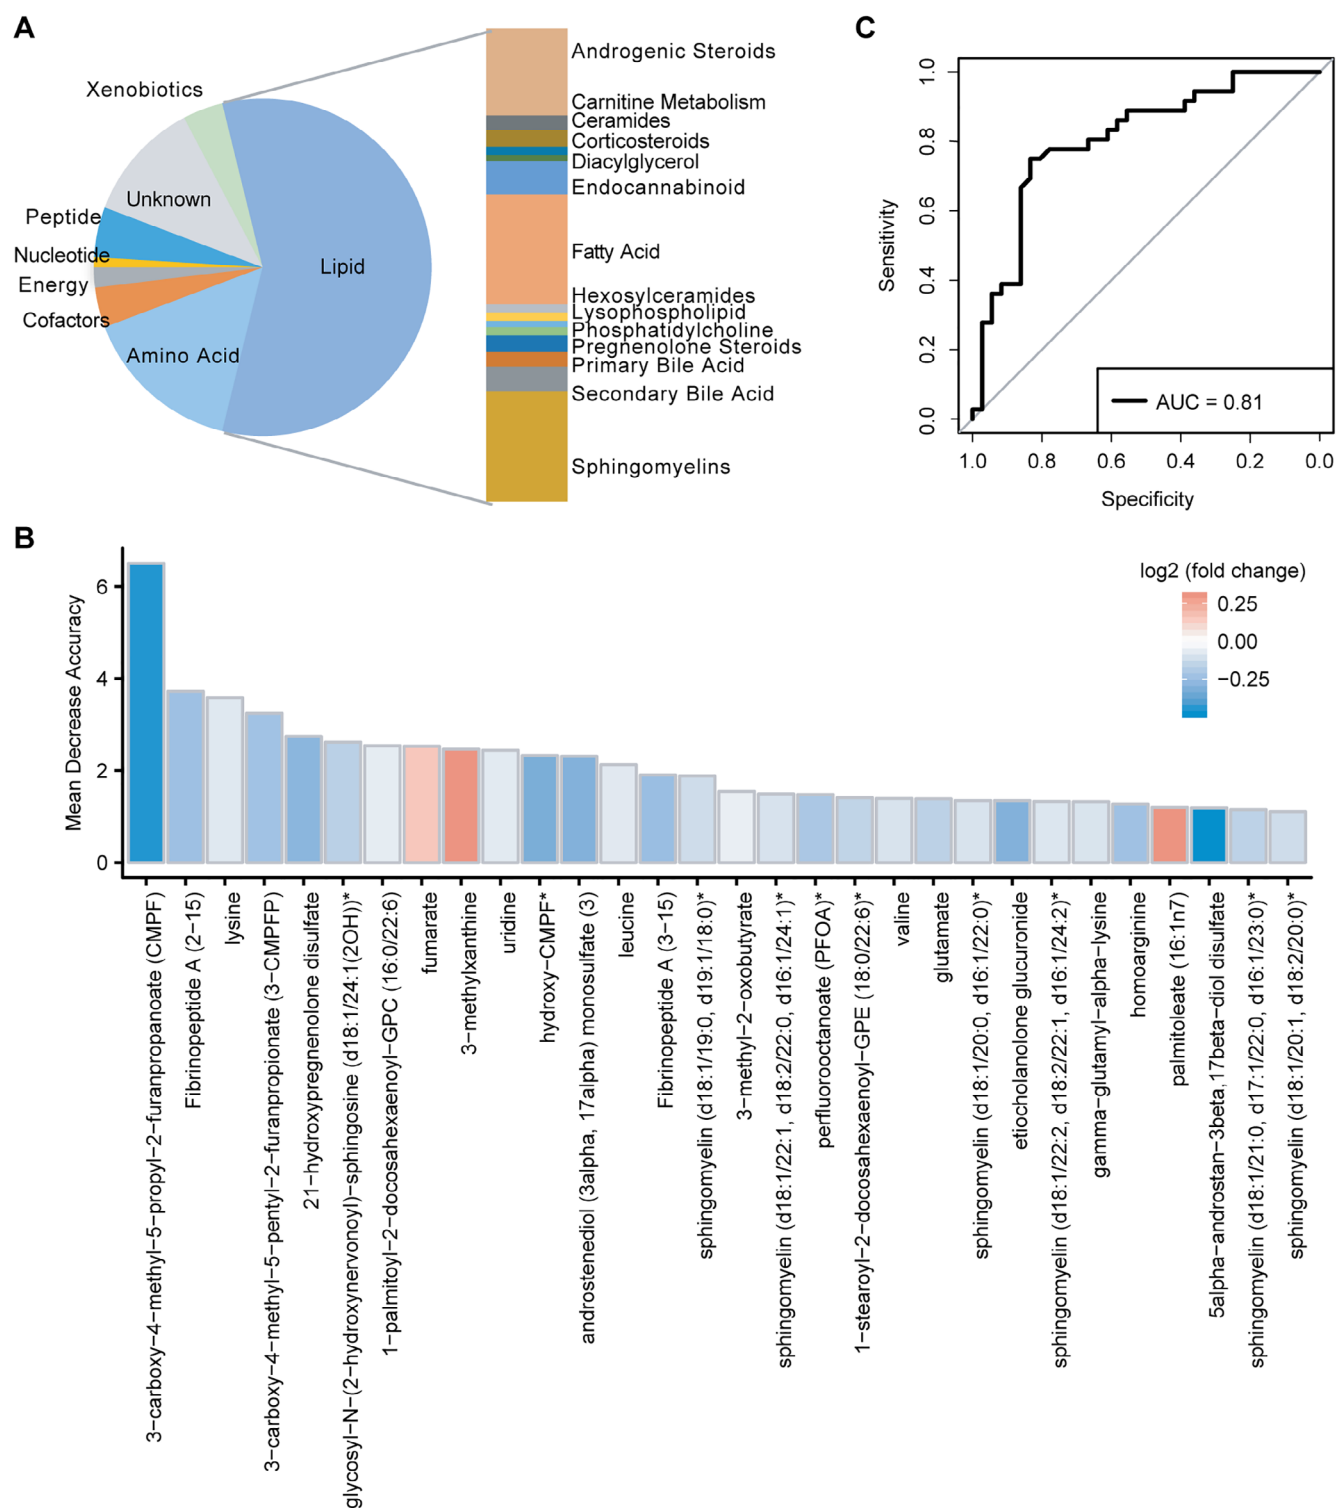 A
Xenobiotics
Unknown
Peptide
Nucleotide
Energy
Cofactors
Amino Acid
Lipid
Androgenic Steroids
Carnitine Metabolism
Ceramides
Corticosteroids
Diacylglycerol
Endocannabinoid
Fatty Acid
Hexosylceramides
Lysophospholipid
Phosphatidylcholine
Pregnenolone Steroids
Primary Bile Acid
Secondary Bile Acid
Sphingomyelins
C
Sensitivity
1.0
0.8
0.6
0.4
0.2
0.0
AUC = 0.81
1.0 0.8 0.6 0.4 0.2 0.0
Specificity
B
Mean Decrease Accuracy
6
4
2
0
log2 (fold change)
0.25
0.00
−0.25
3−carboxy−4−methyl−5−propyl−2−furanpropanoate (CMPF)
Fibrinopeptide A (2−15)
lysine
3−carboxy−4−methyl−5−pentyl−2−furanpropionate (3−CMPFP)
21−hydroxypregnenolone disulfate
glycosyl−N−(2−hydroxynervonoyl)−sphingosine (d18:1/24:1(2OH))*
1−palmitoyl−2−docosahexaenoyl−GPC (16:0/22:6)
fumarate
3−methylxanthine
uridine
hydroxy−CMPF*
androstenediol (3alpha, 17alpha) monosulfate (3)
leucine
Fibrinopeptide A (3−15)
sphingomyelin (d18:1/19:0, d19:1/18:0)*
3−methyl−2−oxobutyrate
sphingomyelin (d18:1/22:1, d18:2/22:0, d16:1/24:1)*
perfluorooctanoate (PFOA)*
1−stearoyl−2−docosahexaenoyl−GPE (18:0/22:6)*
valine
glutamate
sphingomyelin (d18:1/20:0, d16:1/22:0)*
etiocholanolone glucuronide
sphingomyelin (d18:1/22:2, d18:2/22:1, d16:1/24:2)*
gamma−glutamyl−alpha−lysine
homoarginine
palmitoleate (16:1n7)
5alpha−androstan−3beta,17beta−diol disulfate
sphingomyelin (d18:1/21:0, d17:1/22:0, d16:1/23:0)*
sphingomyelin (d18:1/20:1, d18:2/20:0)*